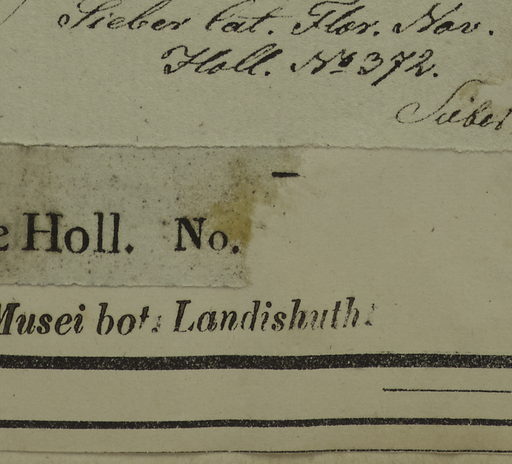 Sieber Cat. Flor. Nov.
Holl. No 372.
Sieber
Holl. No.
Musei bot: Landishuth: